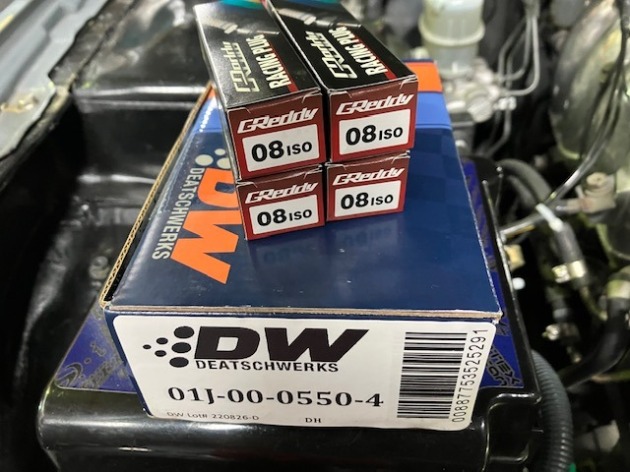 GReddy
RACING PLUG
GReddy
RACING PLUG
GReddy
08 ISO
GReddy
08 ISO
GReddy
08 ISO
GReddy
08 ISO
DW
DEATSCHWERKS
DW
DEATSCHWERKS
01J-00-0550-4
DW Lot# 220826-D
DH
00887753525291